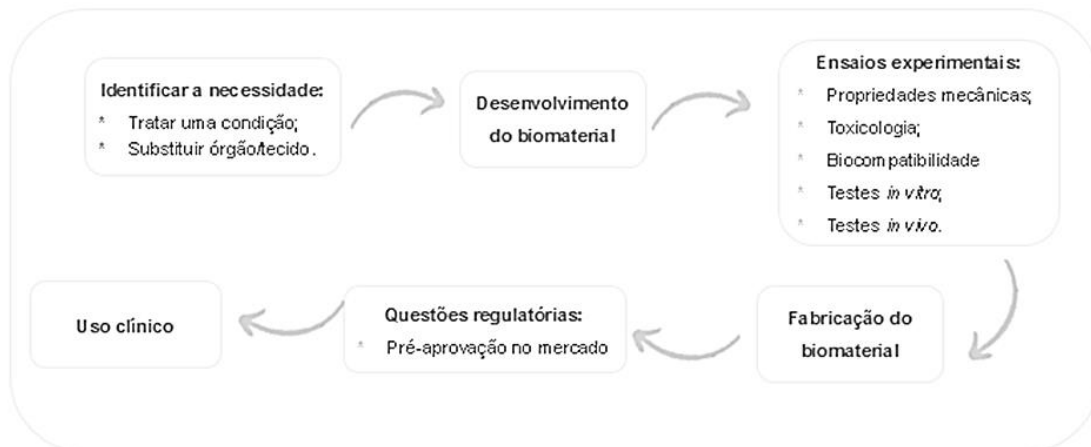 Identificar a necessidade:
* Tratar uma condição;
* Substituir órgão/tecido.
Desenvolvimento
do biomaterial
Ensaios experimentais:
* Propriedades mecânicas;
* Toxicologia;
* Biocompatibilidade
* Testes in vitro;
* Testes in vivo.
Fabricação do
biomaterial
Questões regulatórias:
* Pré-aprovação no mercado
Uso clínico